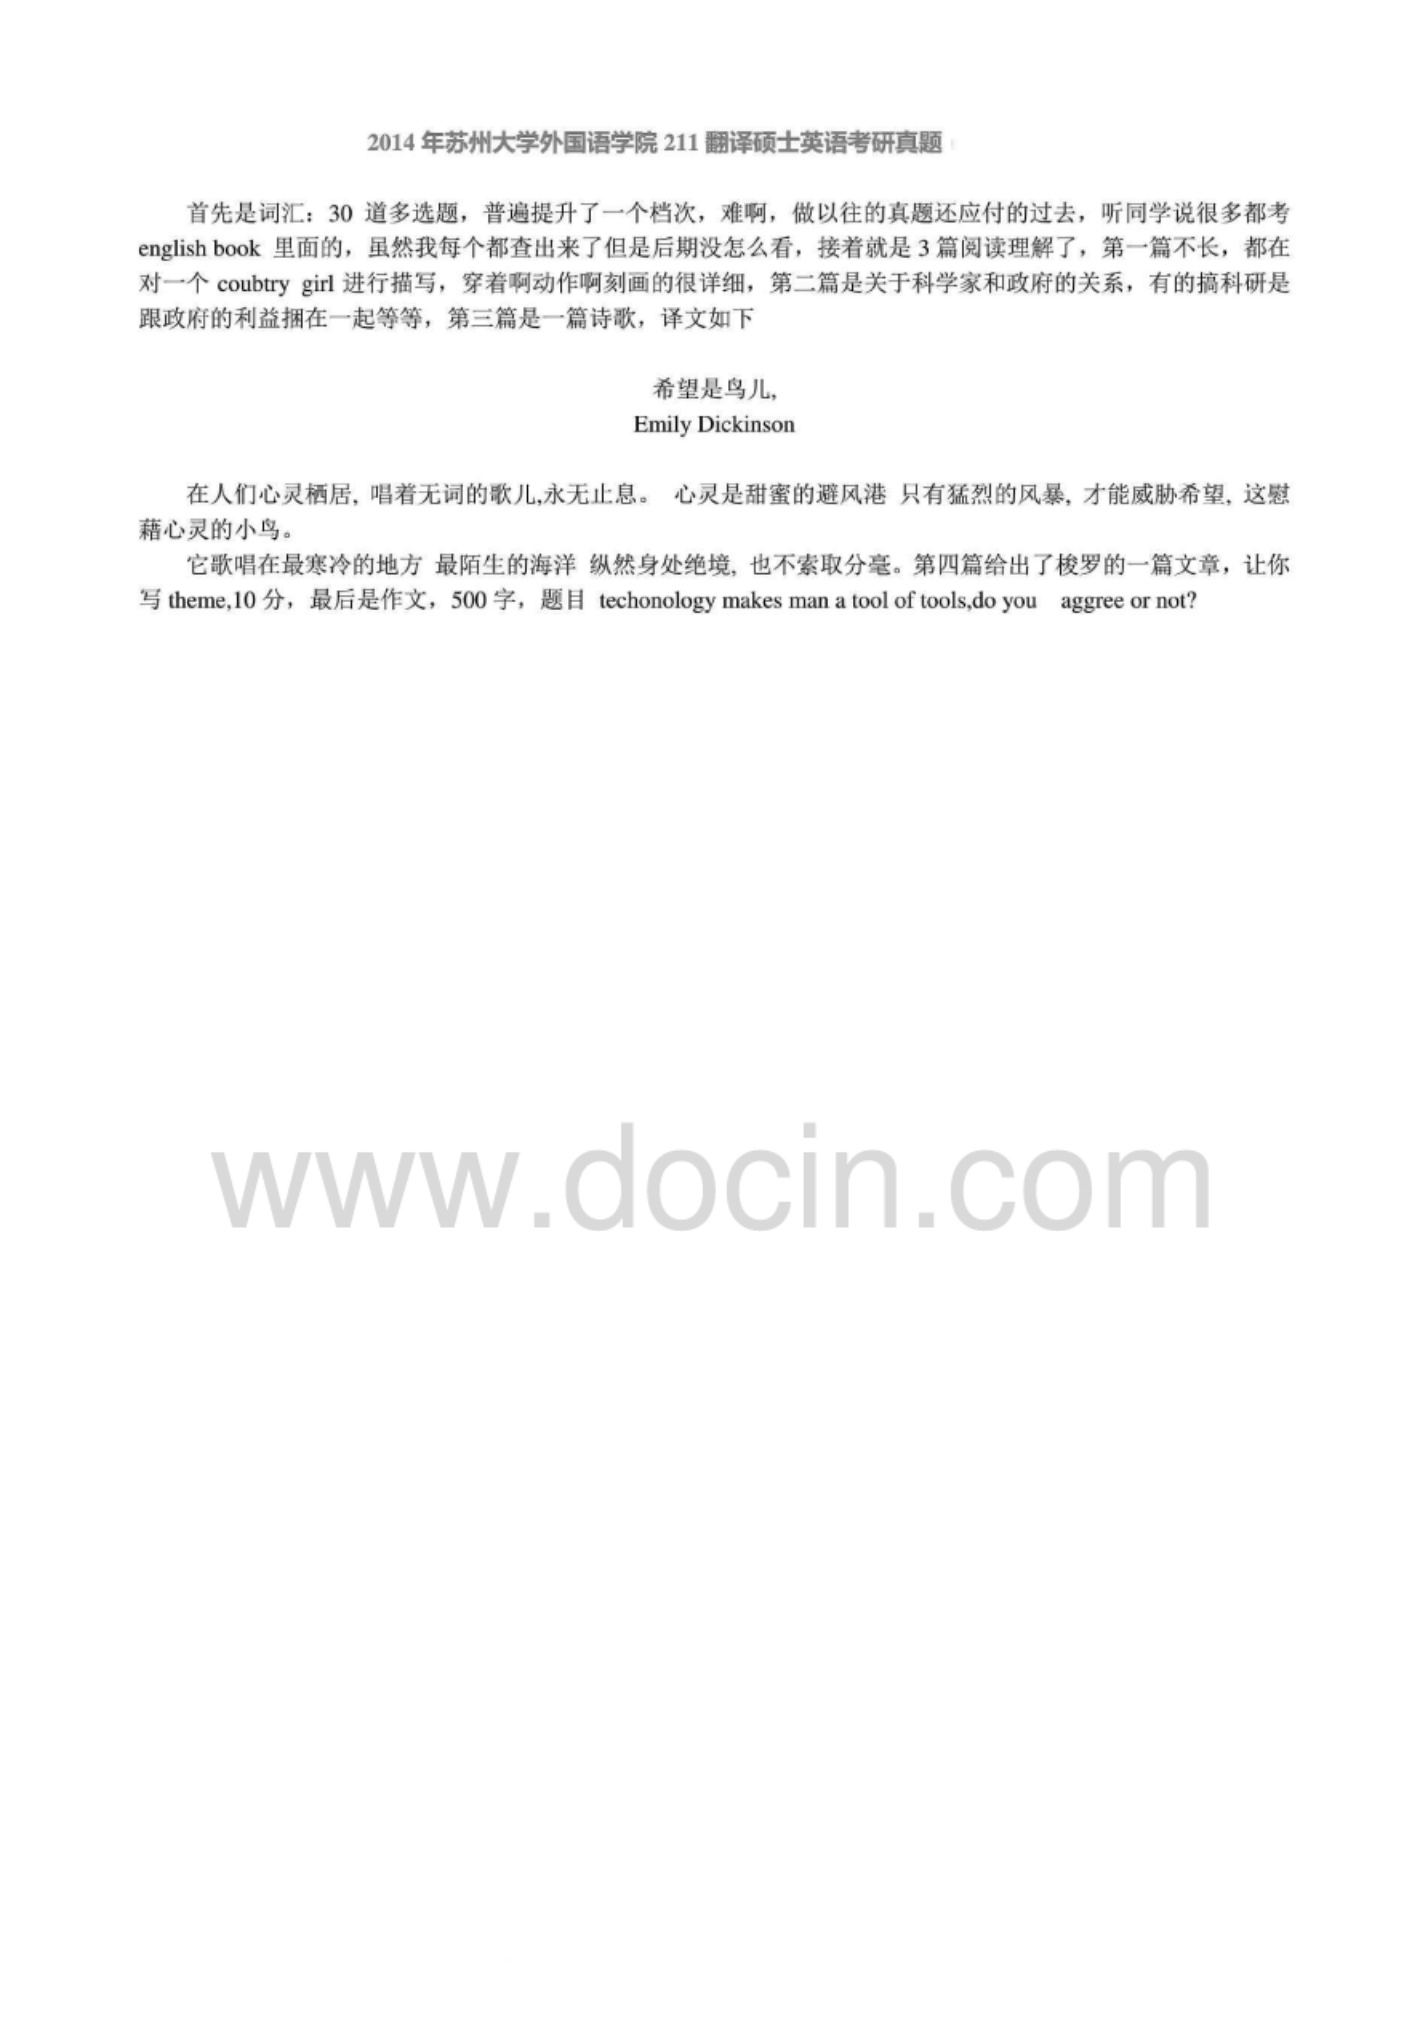 2014 年苏州大学外国语学院 211 翻译硕士英语考研真题
首先是词汇：30 道多选题，普遍提升了一个档次，难啊，做以往的真题还应付的过去，听同学说很多都考
english book 里面的，虽然我每个都查出来了但是后期没怎么看，接着就是 3 篇阅读理解了，第一篇不长，都在
对一个 coubtry girl 进行描写，穿着啊动作啊刻画的很详细，第二篇是关于科学家和政府的关系，有的搞科研是
跟政府的利益捆在一起等等，第三篇是一篇诗歌，译文如下
希望是鸟儿,
Emily Dickinson
在人们心灵栖居, 唱着无词的歌儿,永无止息。 心灵是甜蜜的避风港 只有猛烈的风暴, 才能威胁希望, 这慰
藉心灵的小鸟。
它歌唱在最寒冷的地方 最陌生的海洋 纵然身处绝境, 也不索取分毫。第四篇给出了梭罗的一篇文章，让你
写 theme,10 分，最后是作文，500 字，题目 techonology makes man a tool of tools,do you aggree or not?
www.docin.com